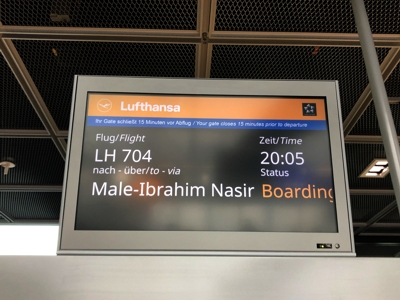 Lufthansa
Ihr Gate schließt 15 Minuten vor Abflug / Your gate closes 15 minutes prior to departure
Flug/Flight Zeit/Time
LH 704 20:05
nach - über/to - via Status
Male-Ibrahim Nasir Boarding